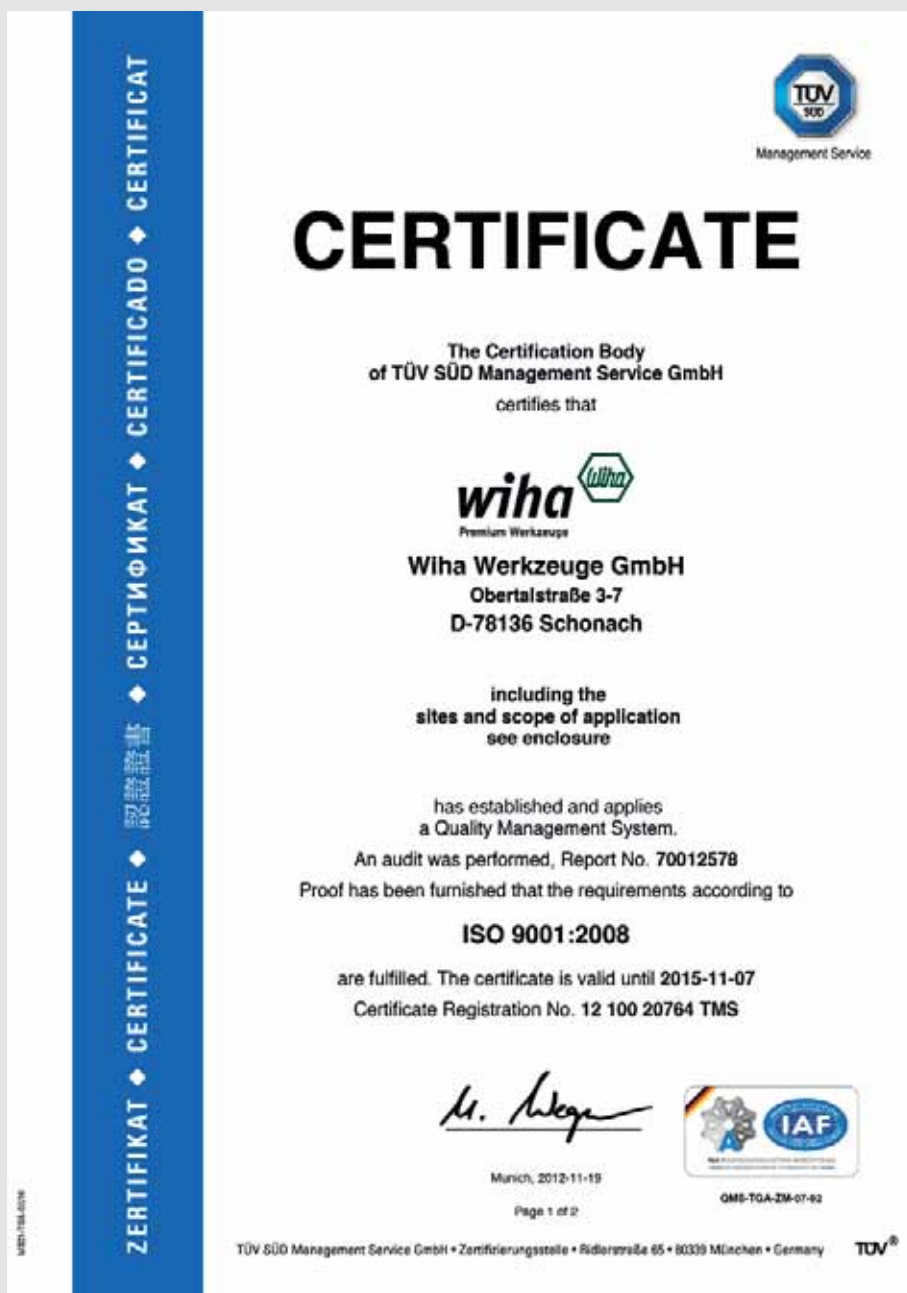 TÜV
SÜD
Management Service
ZERTIFIKAT ◆ CERTIFICATE ◆ 認證證書 ◆ СЕРТИФИКАТ ◆ CERTIFICADO ◆ CERTIFICAT
CERTIFICATE
The Certification Body
of TÜV SÜD Management Service GmbH
certifies that
wiha
Wiha
Premium Werkzeuge
Wiha Werkzeuge GmbH
Obertalstraße 3-7
D-78136 Schonach
including the
sites and scope of application
see enclosure
has established and applies
a Quality Management System.
An audit was performed, Report No. 70012578
Proof has been furnished that the requirements according to
ISO 9001:2008
are fulfilled. The certificate is valid until 2015-11-07
Certificate Registration No. 12 100 20764 TMS
IAF
Munich, 2012-11-19
QMS-TGA-ZM-07-92
Page 1 of 2
TÜV SÜD Management Service GmbH • Zertifizierungsstelle • Ridlerstraße 65 • 80339 München • Germany
TÜV®